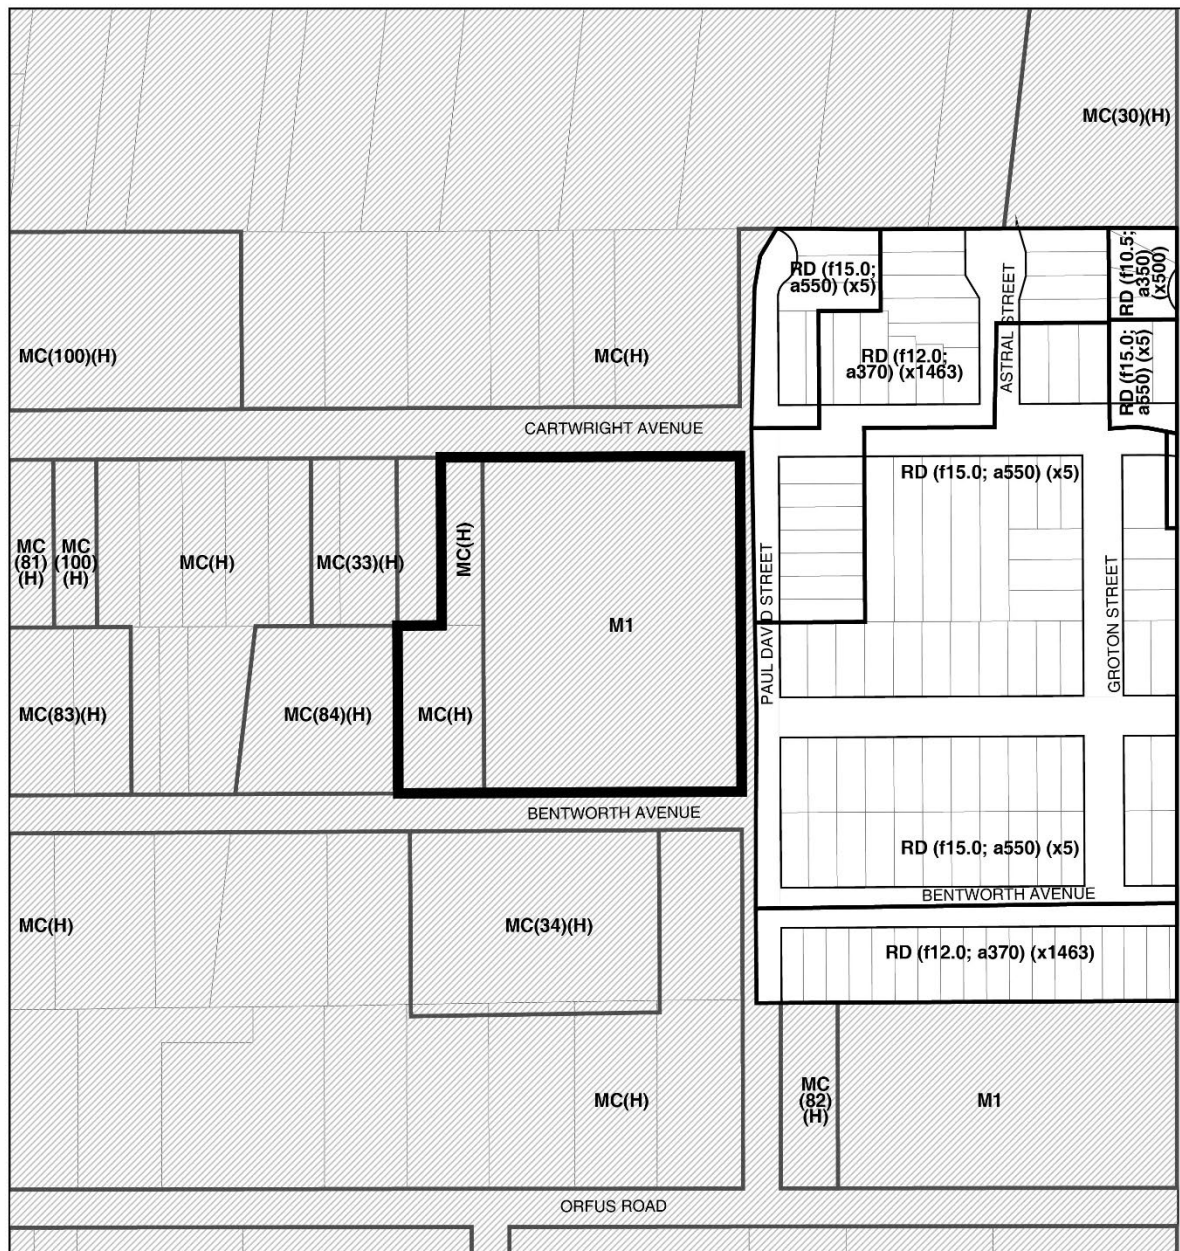 MC(30)(H)
RD (f15.0;
a550) (x5)
RD (f10.5;
a350)
(x500)
ASTRAL STREET
MC(100)(H)
MC(H)
RD (f12.0;
a370) (x1463)
RD (f15.0;
a550) (x5)
CARTWRIGHT AVENUE
RD (f15.0; a550) (x5)
MC
(81)
(H)
MC
(100)
(H)
MC(H)
MC(33)(H)
MC(H)
M1
PAUL DAVID STREET
GROTON STREET
MC(83)(H)
MC(84)(H)
MC(H)
BENTWORTH AVENUE
RD (f15.0; a550) (x5)
BENTWORTH AVENUE
MC(H)
MC(34)(H)
RD (f12.0; a370) (x1463)
MC(H)
MC
(82)
(H)
M1
ORFUS ROAD